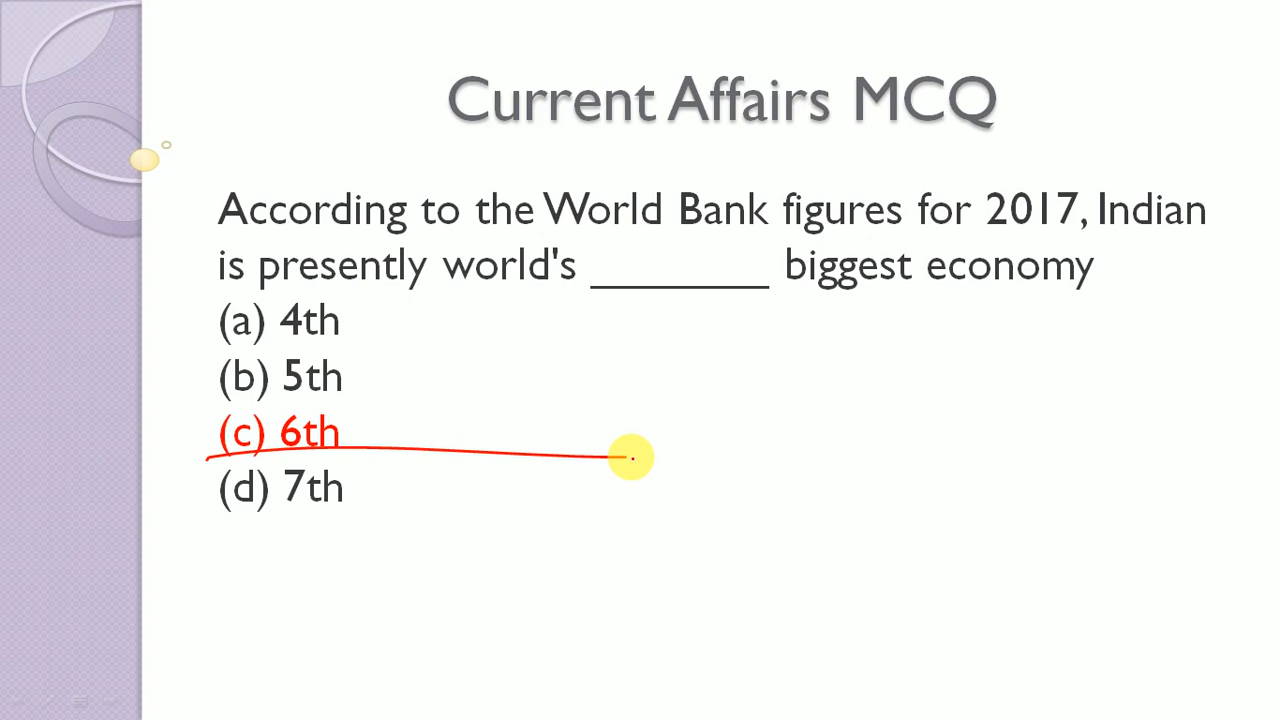 Current Affairs MCQ
According to the World Bank figures for 2017, Indian
is presently world's _______ biggest economy
(a) 4th
(b) 5th
(c) 6th
(d) 7th